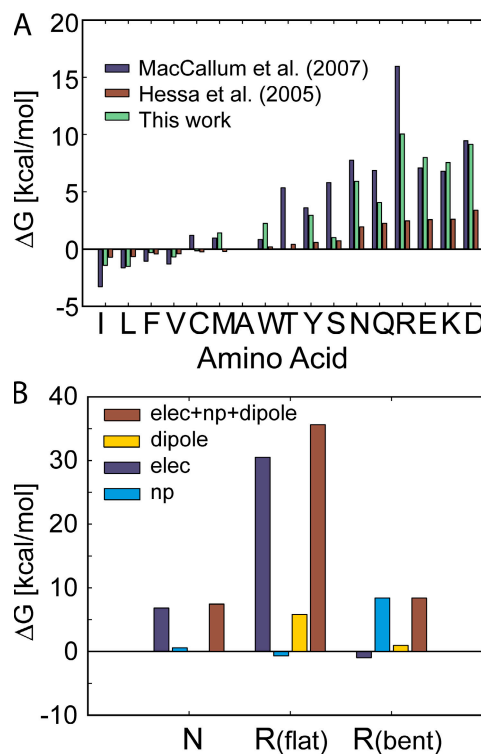 A
20
15
10
5
0
-5
ΔG [kcal/mol]
MacCallum et al. (2007)
Hessa et al. (2005)
This work
I L F V C M A W T Y S N Q R E K D
Amino Acid
B
40
30
20
10
0
-10
ΔG [kcal/mol]
elec+np+dipole
dipole
elec
np
N R(flat) R(bent)